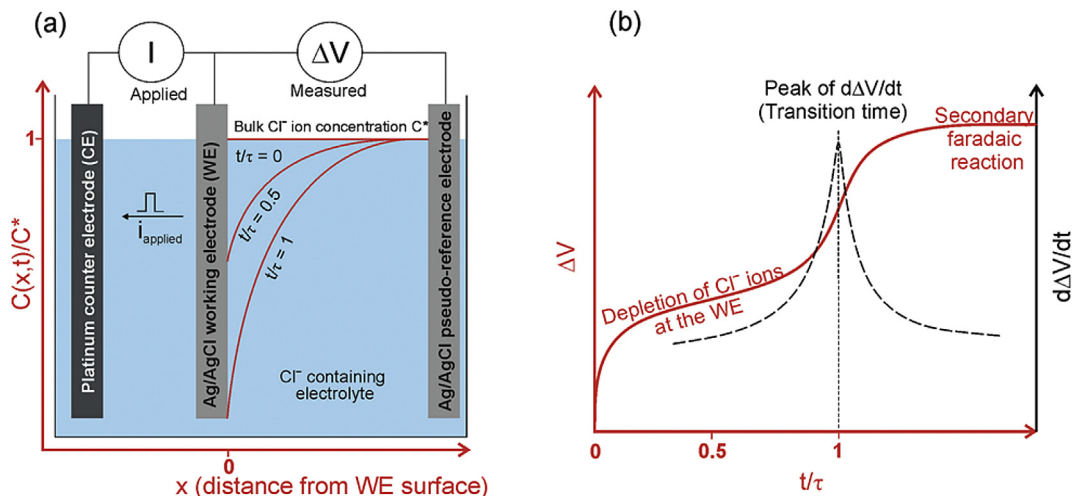 (a)
I
ΔV
Applied
Measured
1
Bulk Cl⁻ ion concentration C*
t/τ = 0
t/τ = 0.5
t/τ = 1
Platinum counter electrode (CE)
i applied
Ag/AgCl working electrode (WE)
Ag/AgCl pseudo-reference electrode
Cl⁻ containing
electrolyte
C(x,t)/C*
0
x (distance from WE surface)
(b)
Peak of dΔV/dt
(Transition time)
Secondary
faradaic
reaction
Depletion of Cl⁻ ions
at the WE
ΔV
dΔV/dt
0
0.5
1
t/τ